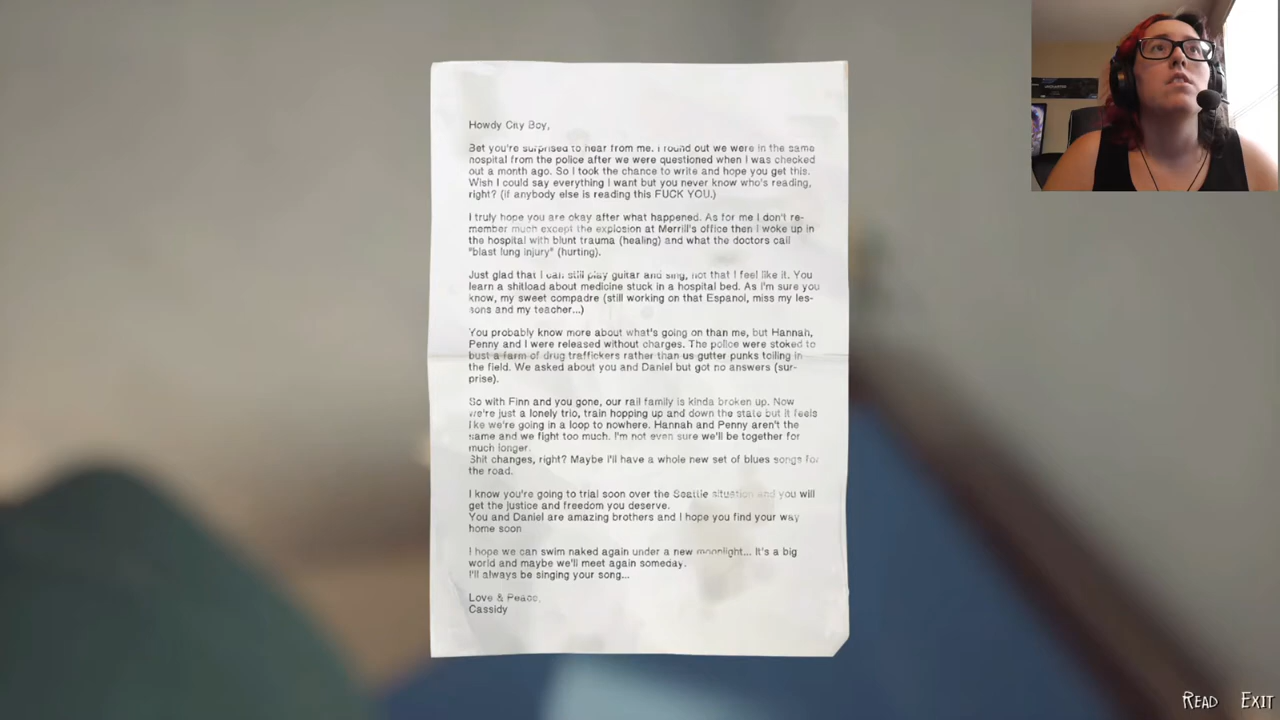 Howdy City Boy,
Bet you're surprised to hear from me. I found out we were in the same
hospital from the police after we were questioned when I was checked
out a month ago. So I took the chance to write and hope you get this.
Wish I could say everything I want but you never know who's reading,
right? (if anybody else is reading this FUCK YOU.)
I truly hope you are okay after what happened. As for me I don't re-
member much except the explosion at Merrill's office then I woke up in
the hospital with blunt trauma (healing) and what the doctors call
"blast lung injury" (hurting).
Just glad that I can still play guitar and sing, not that I feel like it. You
learn a shitload about medicine stuck in a hospital bed. As I'm sure you
know, my sweet compadre (still working on that Espanol, miss my les-
sons and my teacher...)
You probably know more about what's going on than me, but Hannah,
Penny and I were released without charges. The police were stoked to
bust a farm of drug traffickers rather than us gutter punks toiling in
the field. We asked about you and Daniel but got no answers (sur-
prise).
So with Finn and you gone, our rail family is kinda broken up. Now
we're just a lonely trio, train hopping up and down the state but it feels
like we're going in a loop to nowhere. Hannah and Penny aren't the
same and we fight too much. I'm not even sure we'll be together for
much longer.
Shit changes, right? Maybe I'll have a whole new set of blues songs for
the road.
I know you're going to trial soon over the Seattle situation and you will
get the justice and freedom you deserve.
You and Daniel are amazing brothers and I hope you find your way
home soon
I hope we can swim naked again under a new moonlight... It's a big
world and maybe we'll meet again someday.
I'll always be singing your song...
Love & Peace,
Cassidy
READ EXIT